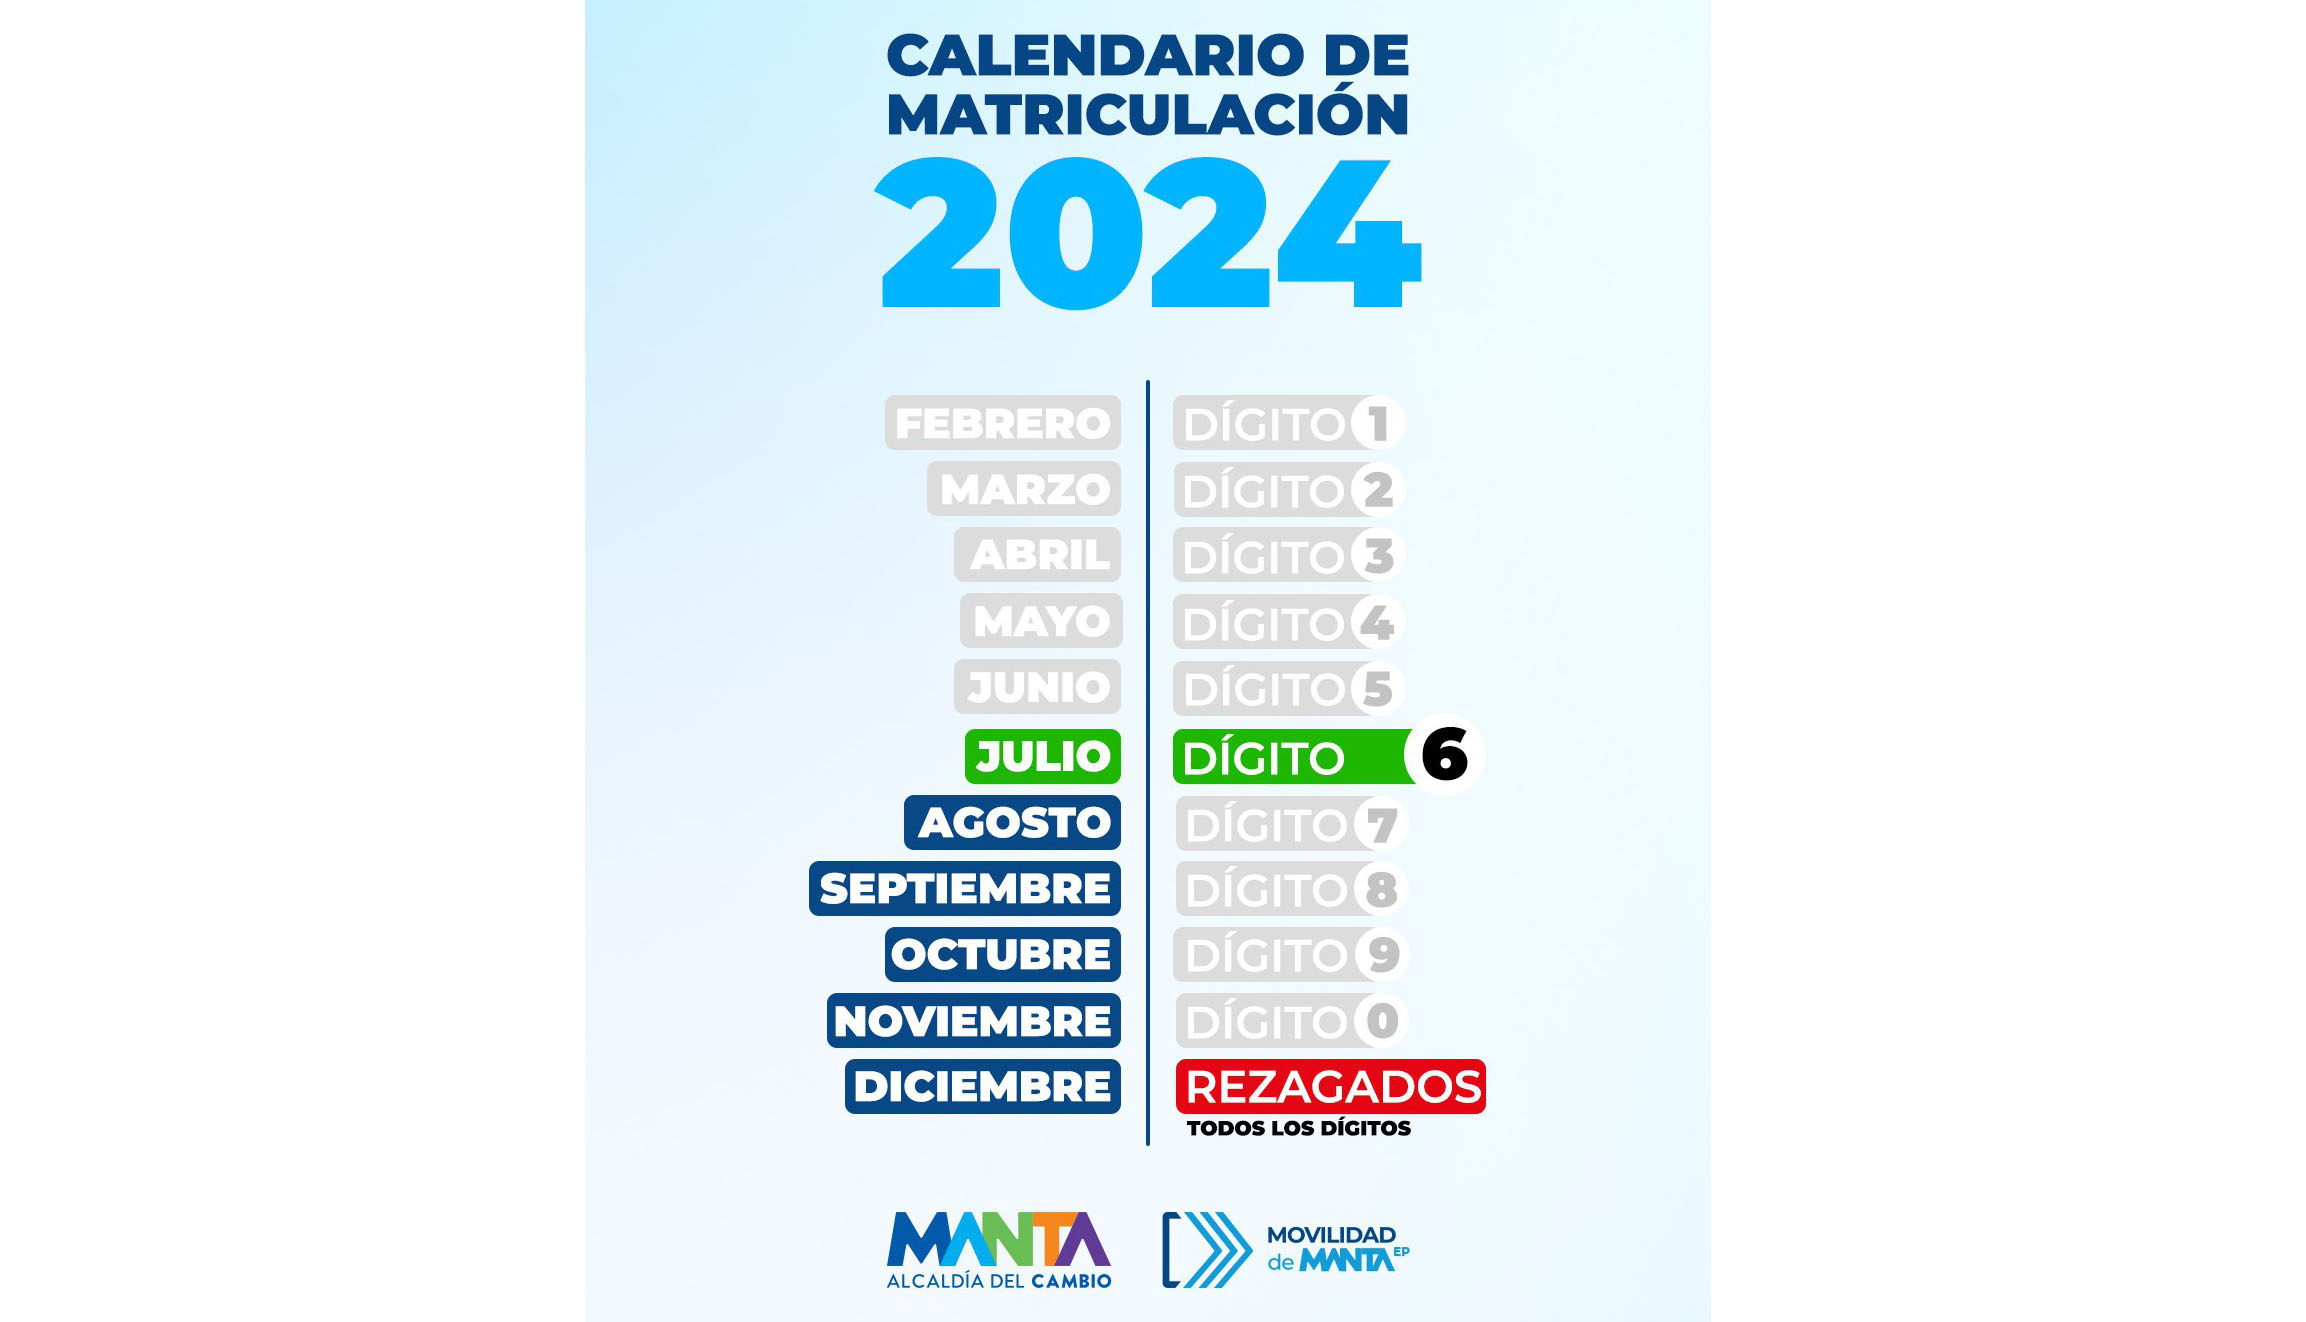 CALENDARIO DE
MATRICULACIÓN
2024
FEBRERO DÍGITO 1
MARZO DÍGITO 2
ABRIL DÍGITO 3
MAYO DÍGITO 4
JUNIO DÍGITO 5
JULIO DÍGITO 6
AGOSTO DÍGITO 7
SEPTIEMBRE DÍGITO 8
OCTUBRE DÍGITO 9
NOVIEMBRE DÍGITO 0
DICIEMBRE REZAGADOS
TODOS LOS DÍGITOS
MANTA
ALCALDÍA DEL CAMBIO
MOVILIDAD
de MANTA EP